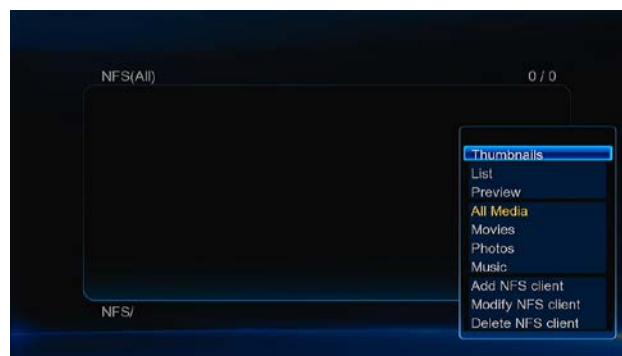 NFS(All)
0 / 0
Thumbnails
List
Preview
All Media
Movies
Photos
Music
Add NFS client
Modify NFS client
Delete NFS client
NFS/